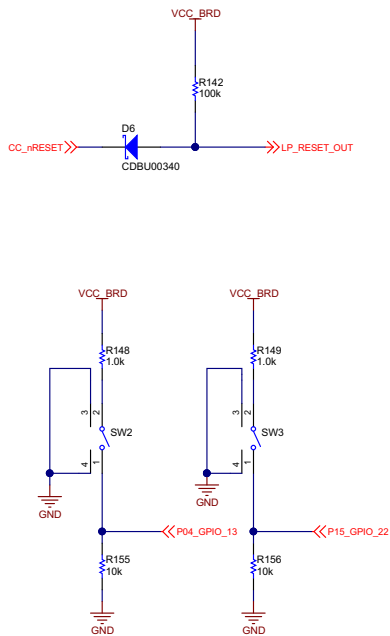 VCC_BRD
R142
100k
D6
CC_nRESET
LP_RESET_OUT
CDBU00340
VCC_BRD
VCC_BRD
R148
1.0k
R149
1.0k
3
2
3
2
SW2
SW3
4
1
4
1
GND
GND
P04_GPIO_13
P15_GPIO_22
R155
10k
R156
10k
GND
GND